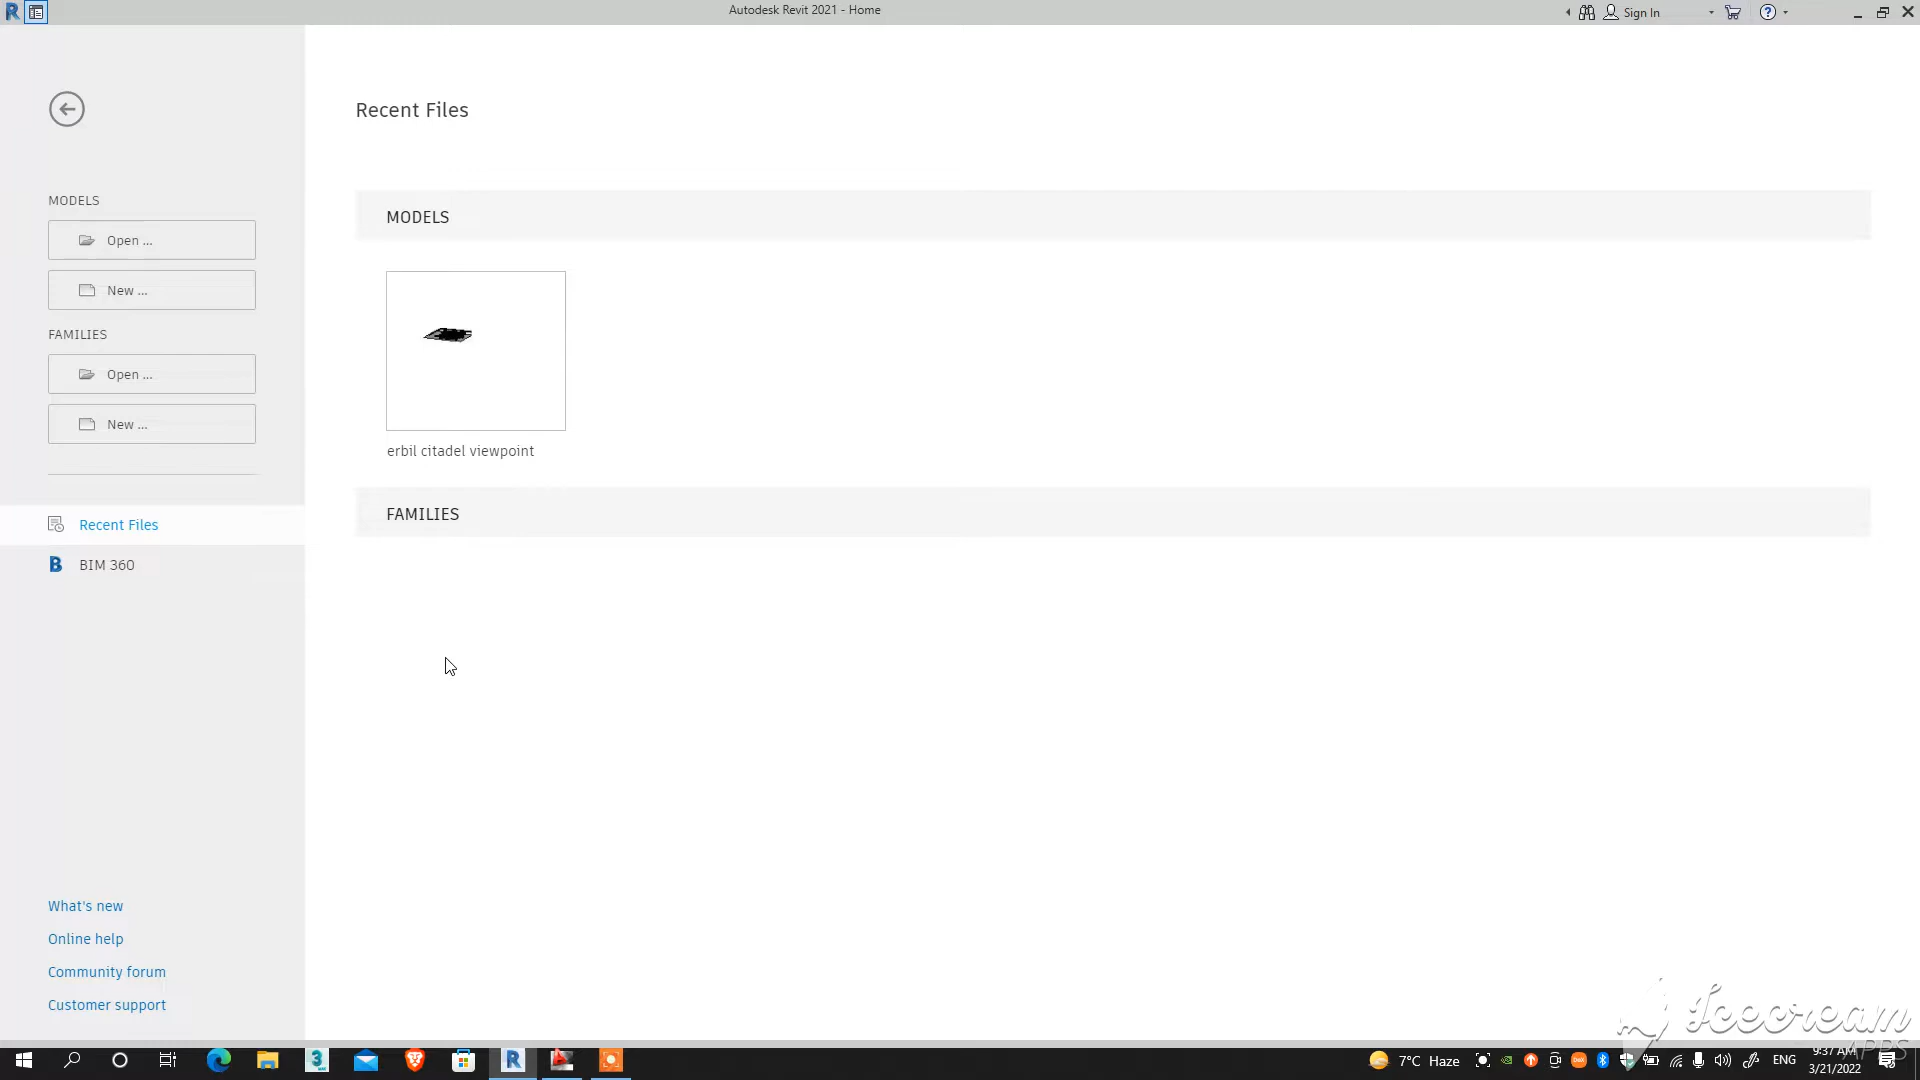 Autodesk Revit 2021 - Home
Sign In
Recent Files
MODELS
Open ...
New ...
FAMILIES
Open ...
New ...
Recent Files
BIM 360
What's new
Online help
Community forum
Customer support
MODELS
erbil citadel viewpoint
FAMILIES
Icecream
APPS
7°C Haze
ENG
9:37 AM
3/21/2022